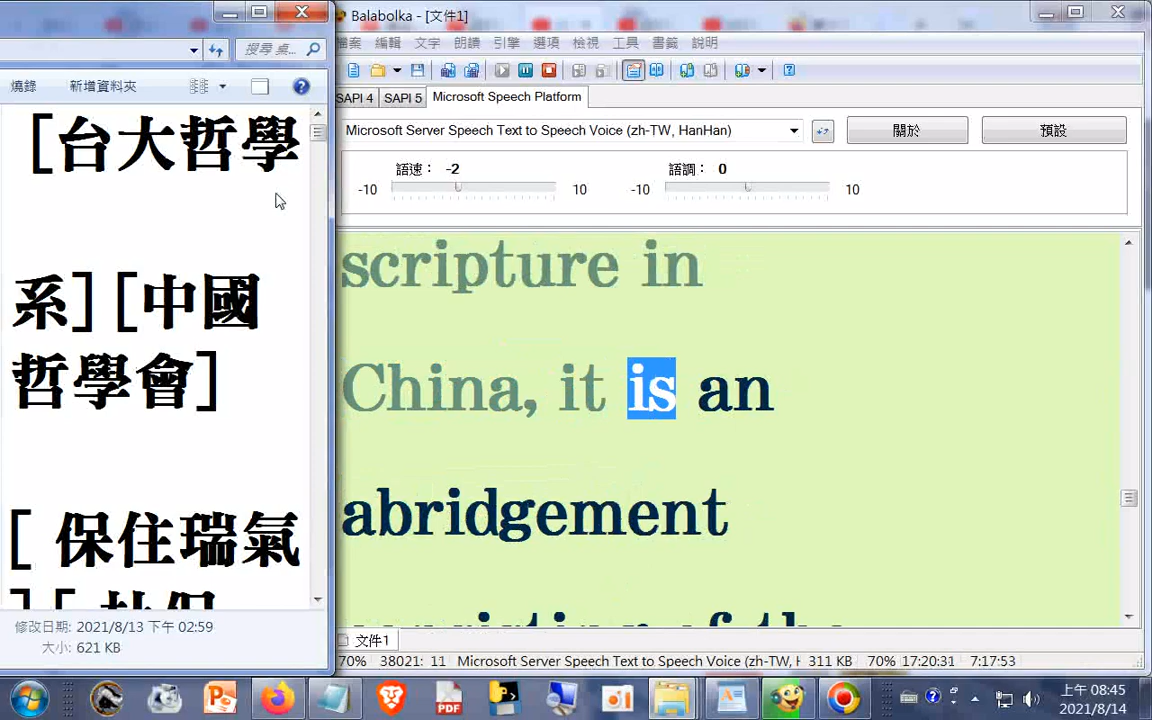 Balabolka - [文件1]
搜尋 桌...
檔案 編輯 文字 朗讀 引擎 選項 檢視 工具 書籤 說明
燒錄 新增資料夾
SAPI 4 SAPI 5 Microsoft Speech Platform
Microsoft Server Speech Text to Speech Voice (zh-TW, HanHan) 關於 預設
語速： -2 語調： 0
-10 10 -10 10
[台大哲學
系][中國
哲學會]
[ 保住瑞氣
scripture in
China, it is an
abridgement
修改日期: 2021/8/13 下午 02:59
大小: 621 KB
文件1
70% 38021: 11 Microsoft Server Speech Text to Speech Voice (zh-TW, H 311 KB 70% 17:20:31 7:17:53
PDF
上午 08:45
2021/8/14